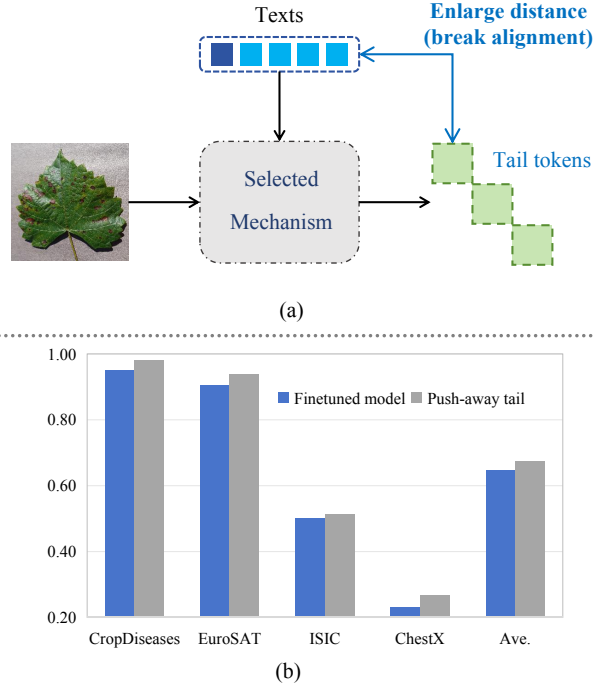 Texts
Enlarge distance
(break alignment)
Selected
Mechanism
Tail tokens
(a)
1.00
0.80
0.60
0.40
0.20
Finetuned model
Push-away tail
CropDiseases
EuroSAT
ISIC
ChestX
Ave.
(b)